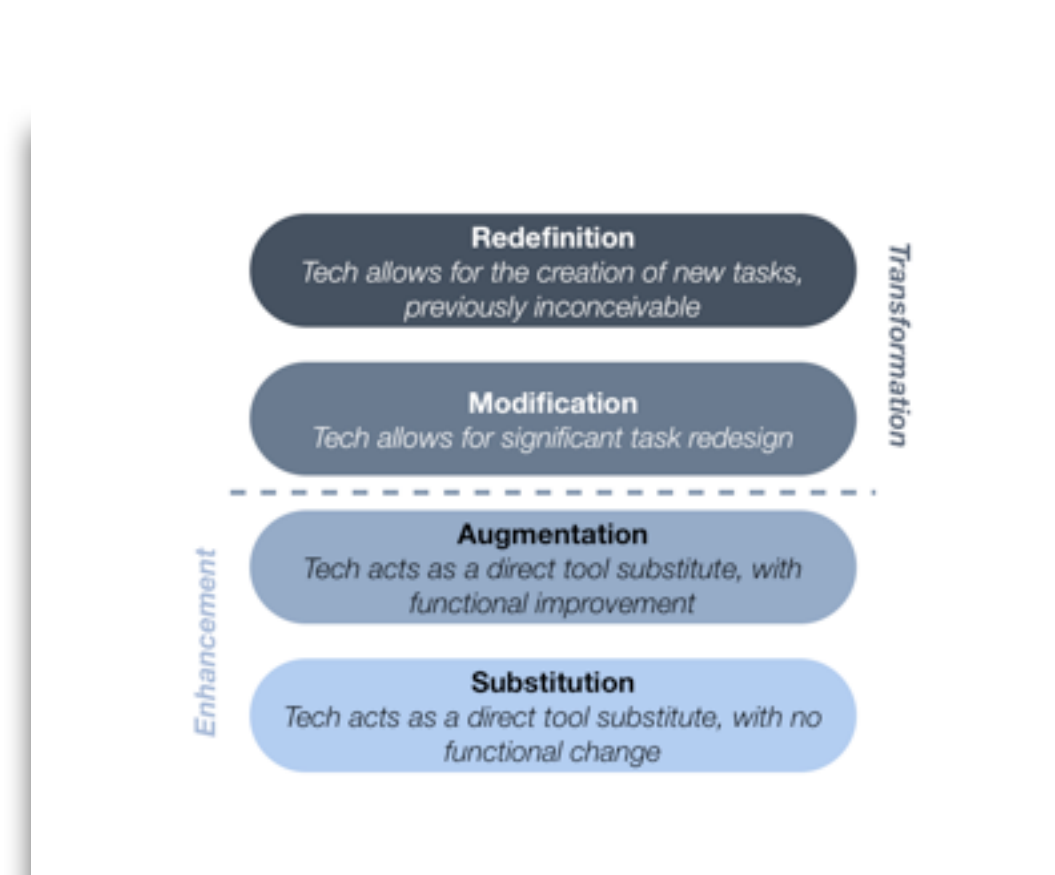 Redefinition
Tech allows for the creation of new tasks,
previously inconceivable
Transformation
Modification
Tech allows for significant task redesign
Augmentation
Tech acts as a direct tool substitute, with
functional improvement
Enhancement
Substitution
Tech acts as a direct tool substitute, with no
functional change